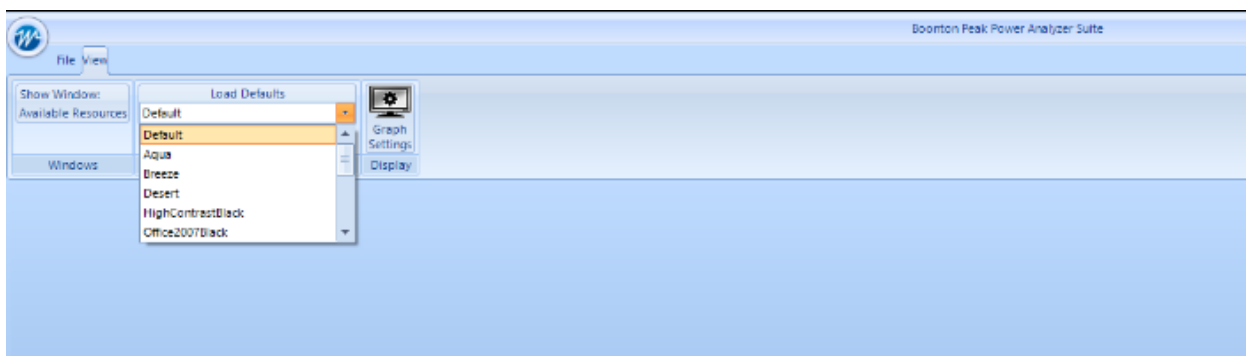 Boonton Peak Power Analyzer Suite
File View
Show Window:
Available Resources
Windows
Load Defaults
Default
Default
Aqua
Breeze
Desert
HighContrastBlack
Office2007Black
Graph
Settings
Display